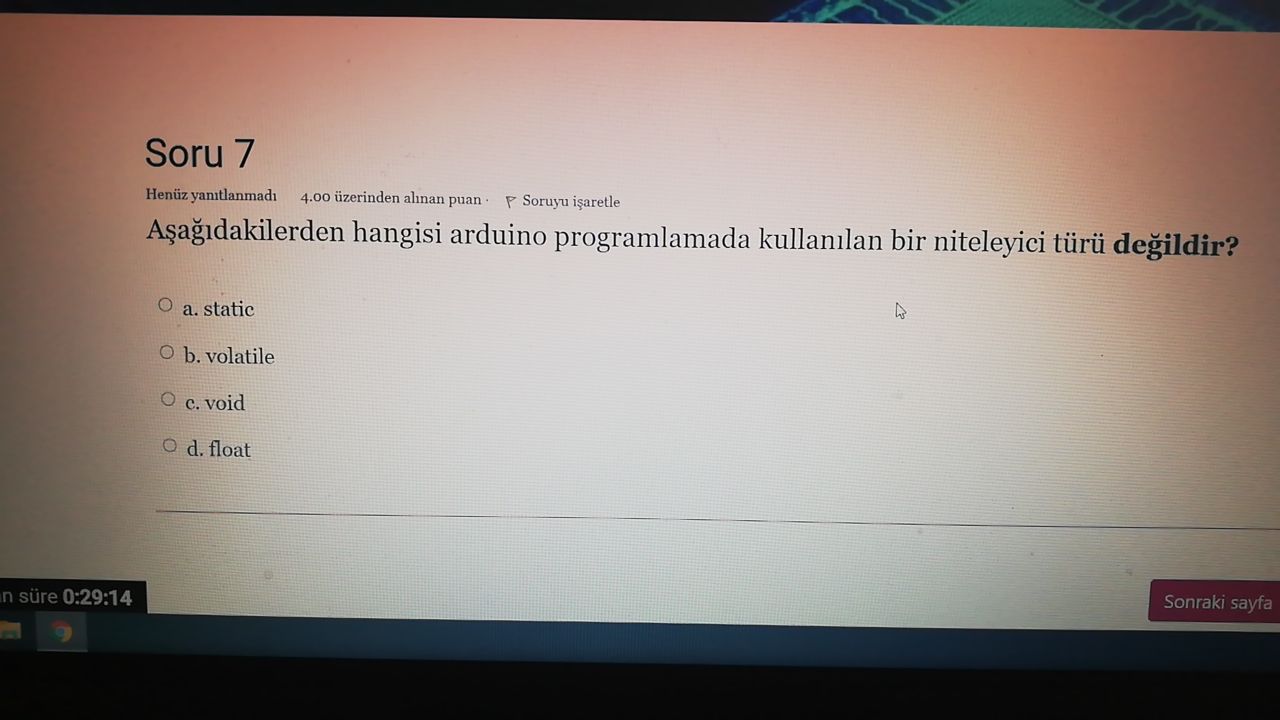 Soru 7
Henüz yanıtlanmadı 4.00 üzerinden alınan puan Soruyu işaretle
Aşağıdakilerden hangisi arduino programlamada kullanılan bir niteleyici türü değildir?
a. static
b. volatile
c. void
d. float
süre 0:29:14
Sonraki sayfa